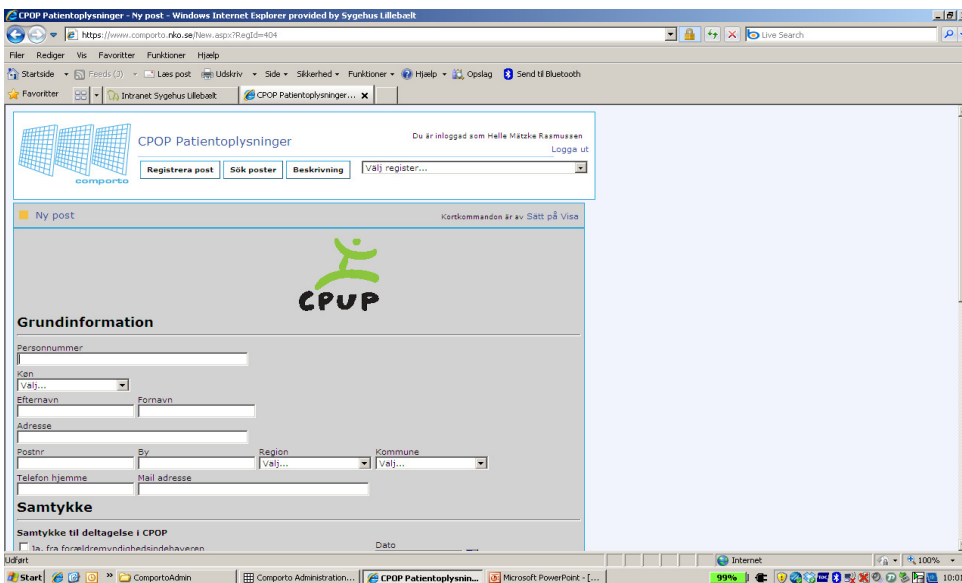 CPOP Patientoplysninger - Ny post - Windows Internet Explorer provided by Sygehus Lillebælt
https://www.comporto.nko.se/New.aspx?RegId=404
Live Search
Filer Rediger Vis Favoritter Funktioner Hjælp
Startside Feeds (J) Læs post Udskriv Side Sikkerhed Funktioner Hjælp Opslag Send til Bluetooth
Favoritter Intranet Sygehus Lillebælt CPOP Patientoplysninger... X
comporto
CPOP Patientoplysninger
Du är inloggad som Helle Mätzke Rasmussen
Logga ut
Registrera post Sök poster Beskrivning Välj register...
Ny post
Kortkommandon är av Sätt på Visa
CPUP
Grundinformation
Personnummer
Køn
Välj...
Efternavn Fornavn
Adresse
Postnr By Region Kommune
Välj... Välj...
Telefon hjemme Mail adresse
Samtykke
Samtykke til deltagelse i CPOP
Ja, fra forældremyndighedsindehaveren Dato
Udført Internet 100%
Start ComportoAdmin Comporto Administration... CPOP Patientoplysnin... Microsoft PowerPoint - [... 99% 10:01